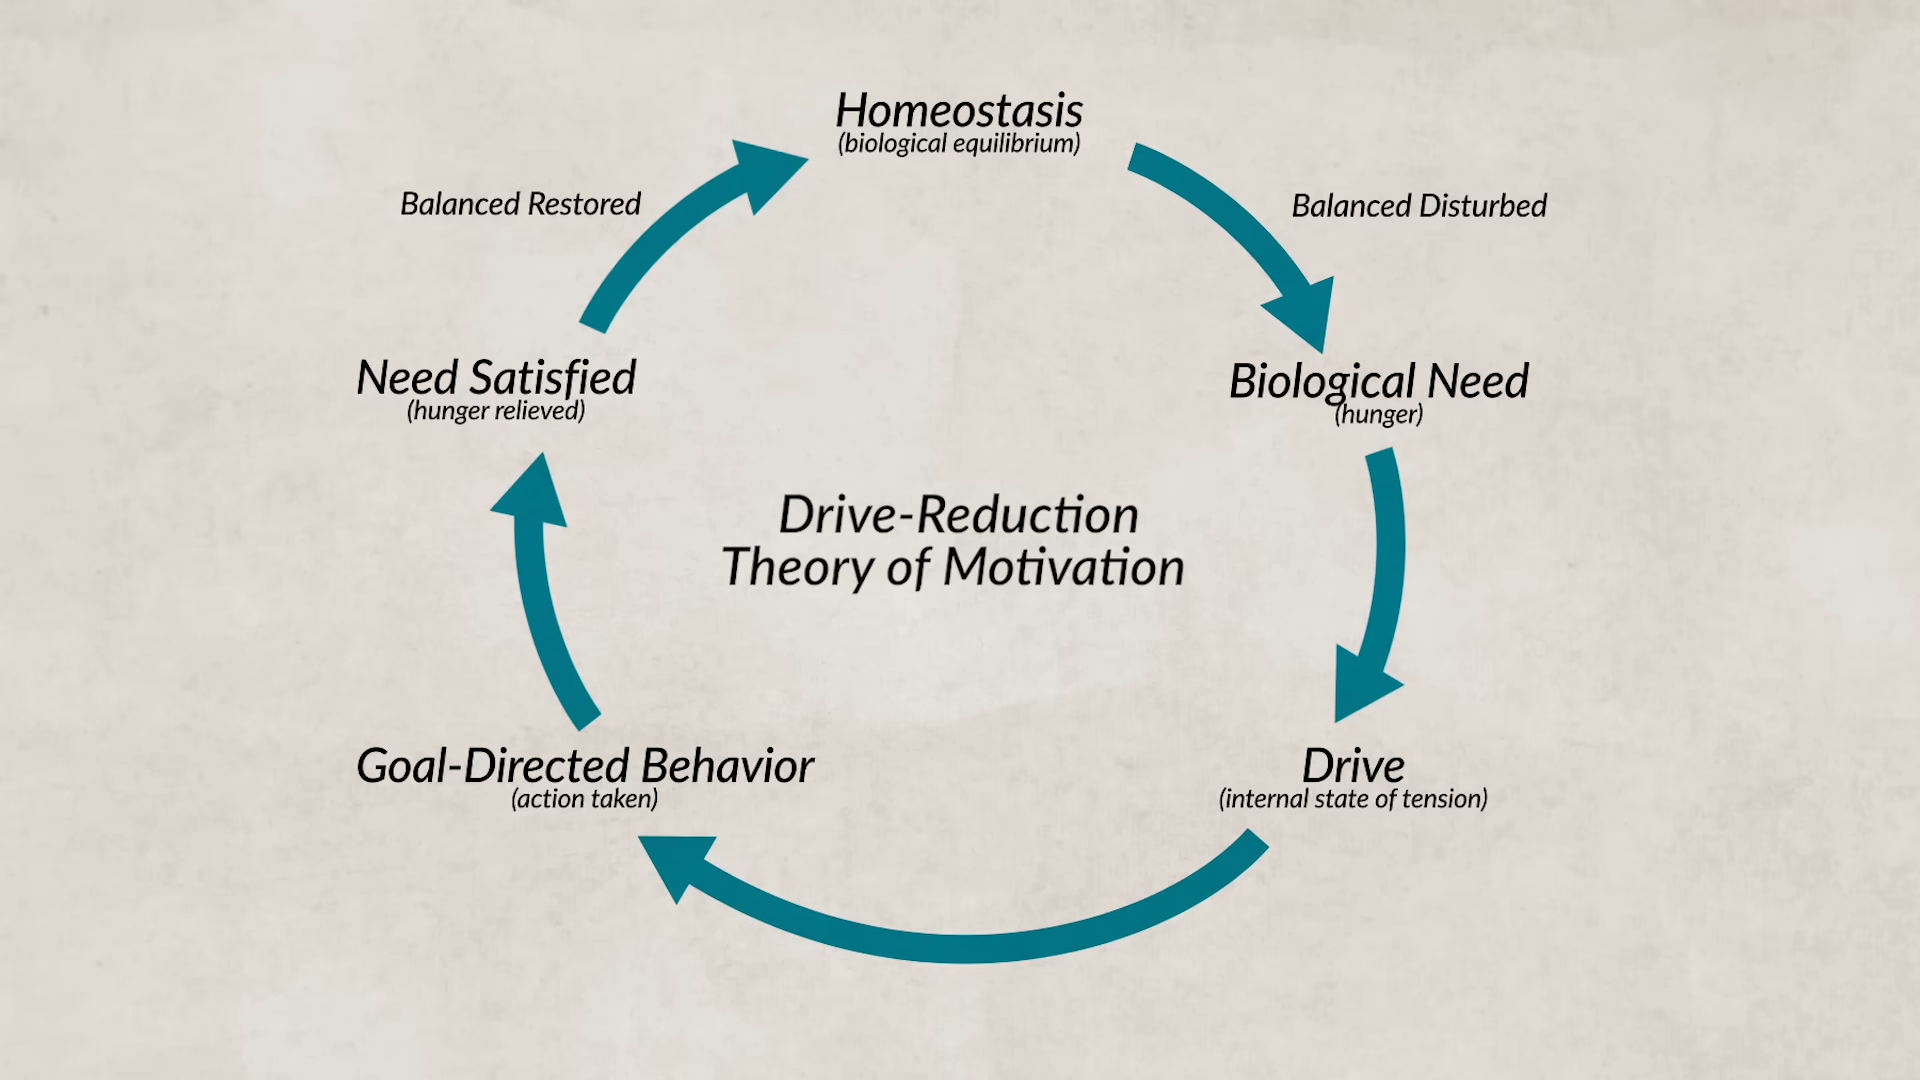 Homeostasis
(biological equilibrium)
Balanced Restored
Balanced Disturbed
Need Satisfied
(hunger relieved)
Biological Need
(hunger)
Drive-Reduction
Theory of Motivation
Goal-Directed Behavior
(action taken)
Drive
(internal state of tension)